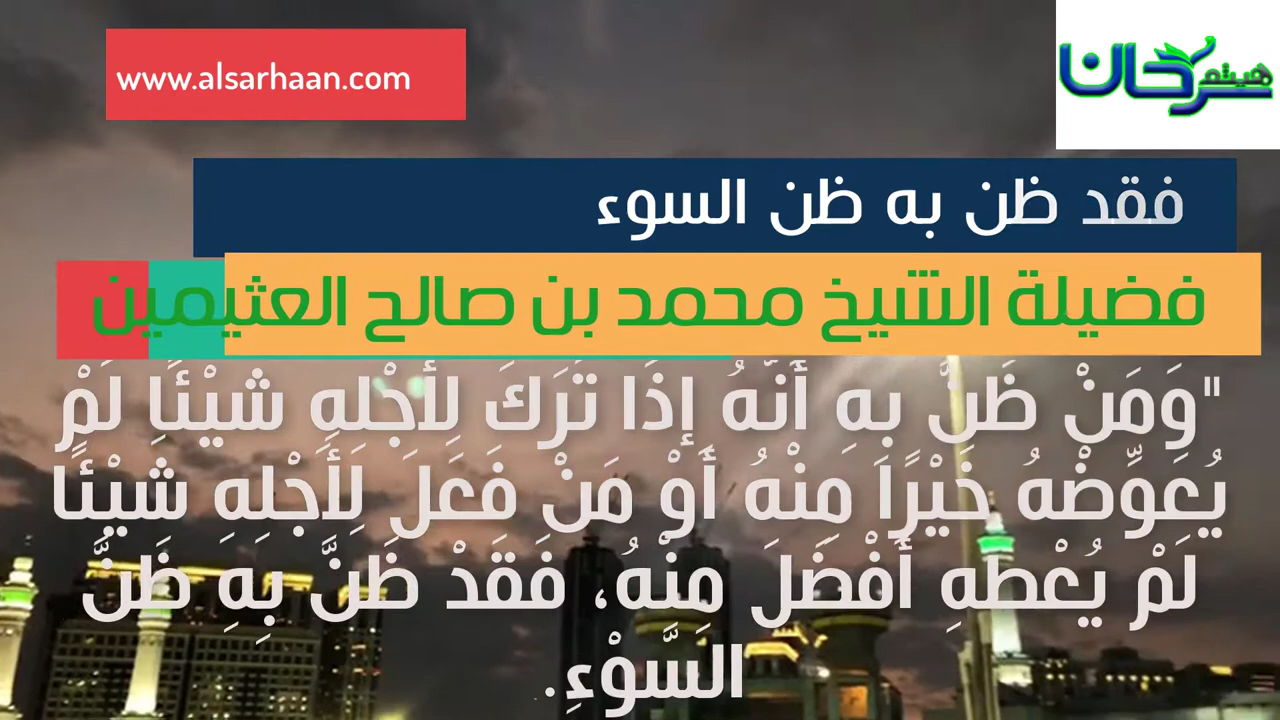 www.alsarhaan.com
هيثم سرحان
فقد ظن به ظن السوء
فضيلة الشيخ محمد بن صالح العثيمين
"وَمَنْ ظَنَّ بِهِ أَنَّهُ إِذَا تَرَكَ لِأَجْلِهِ شَيْئًاَ لَمْ
يُعَوِّضْهُ خَيْرًاَ مِنْهُ أَوْ مَنْ فَعَلَ لِأَجْلِهِ شَيْئًا
لَمْ يُعْطِهِ أَفْضَلَ مِنْهُ، فَقَدْ ظَنَّ بِهِ ظَنَّ
السَّوْءِ.